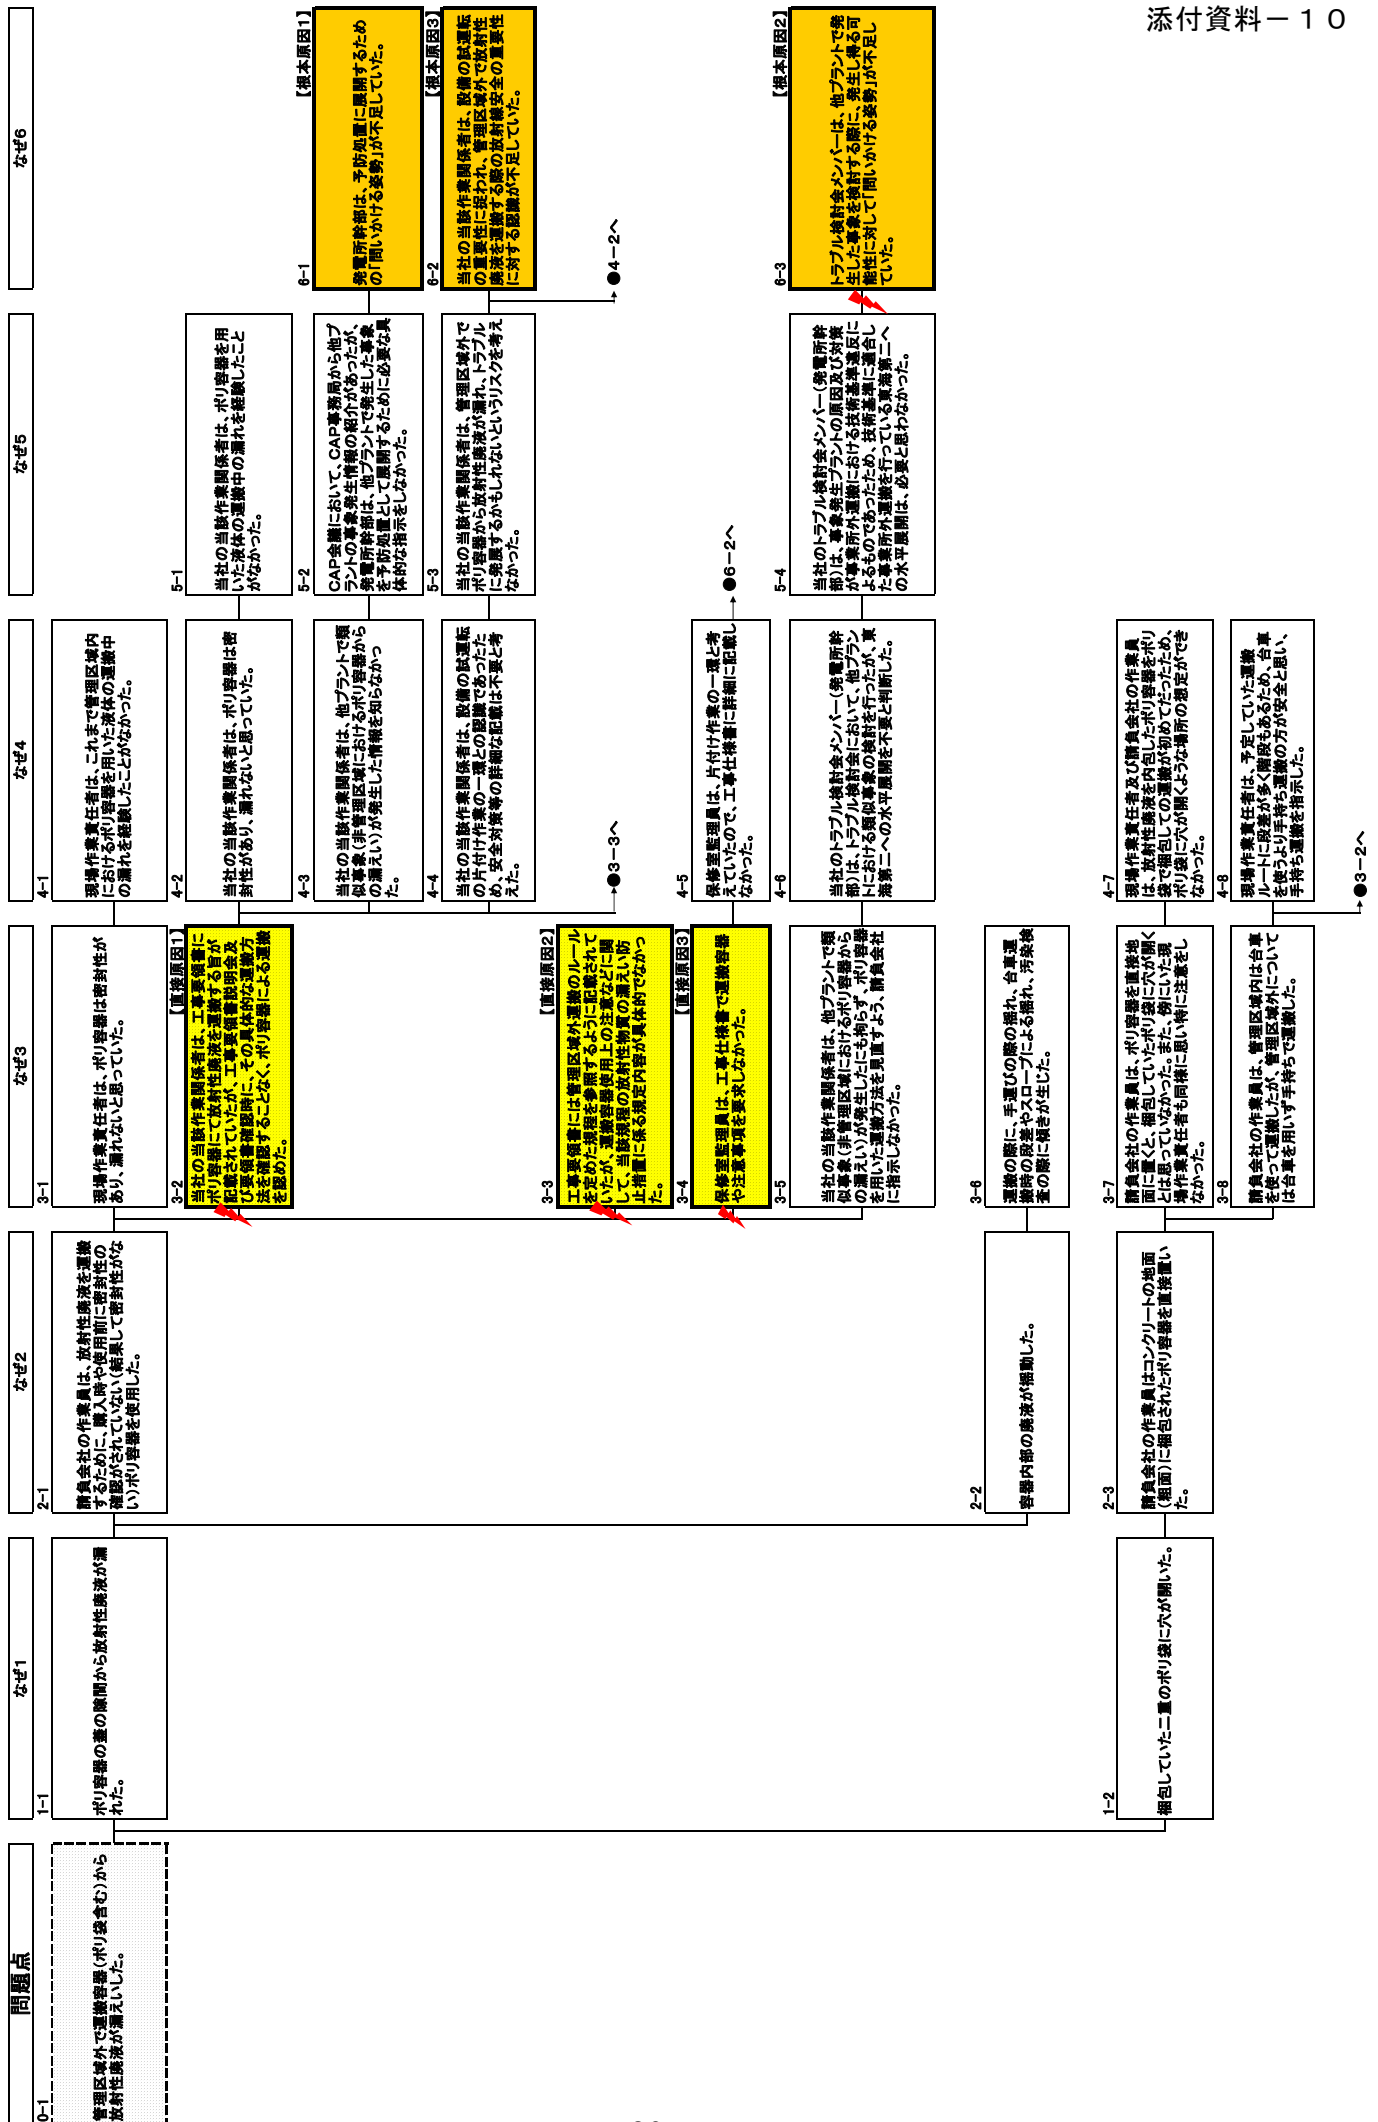 添付資料－１０
問題点
なぜ1
なぜ2
なぜ3
なぜ4
なぜ5
なぜ6
0-1
管理区域外で運搬容器(ポリ袋含む)から
放射性廃液が漏えいした。
1-1
ポリ容器の蓋の隙間から放射性廃液が漏
れた。
1-2
梱包していた二重のポリ袋に穴が開いた。
2-1
請負会社の作業員は、放射性廃液を運搬
するために、購入時や使用前に密封性の
確認がされていない(結果して密封性がな
い)ポリ容器を使用した。
2-2
容器内部の廃液が揺動した。
2-3
請負会社の作業員はコンクリートの地面
(粗面)に梱包されたポリ容器を直接置い
た。
3-1
現場作業責任者は、ポリ容器は密封性が
あり、漏れないと思っていた。
3-2
【直接原因1】
当社の当該作業関係者は、工事要領書に
ポリ容器にて放射性廃液を運搬する旨が
記載されていたが、工事要領書説明会及
び要領書確認時に、その具体的な運搬方
法を確認することなく、ポリ容器による運搬
を認めた。
3-3
【直接原因2】
工事要領書には管理区域外運搬のルール
を定めた規程を参照するように記載されて
いたが、運搬容器使用上の注意などに関
して、当該規程の放射性物質の漏えい防
止措置に係る規定内容が具体的でなかっ
た。
3-4
【直接原因3】
保修室監理員は、工事仕様書で運搬容器
や注意事項を要求しなかった。
3-5
当社の当該作業関係者は、他プラントで類
似事象(非管理区域におけるポリ容器から
の漏えい)が発生したにも拘らず、ポリ容器
を用いた運搬方法を見直すよう、請負会社
に指示しなかった。
3-6
運搬の際に、手運びの際の揺れ、台車運
搬時の段差やスロープによる揺れ、汚染検
査の際に傾きが生じた。
3-7
請負会社の作業員は、ポリ容器を直接地
面に置くと、梱包していたポリ袋に穴が開く
とは思っていなかった。また、傍にいた現
場作業責任者も同様に思い特に注意をし
なかった。
3-8
請負会社の作業員は、管理区域内は台車
を使って運搬したが、管理区域外について
は台車を用いず手持ちで運搬した。
4-1
現場作業責任者は、これまで管理区域内
におけるポリ容器を用いた液体の運搬中
の漏れを経験したことがなかった。
4-2
当社の当該作業関係者は、ポリ容器は密
封性があり、漏れないと思っていた。
4-3
当社の当該作業関係者は、他プラントで類
似事象(非管理区域におけるポリ容器から
の漏えい)が発生した情報を知らなかっ
た。
4-4
当社の当該作業関係者は、設備の試運転
の片付け作業の一環との認識であったた
め、安全対策等の詳細な記載は不要と考
えた。
●3－3へ
4-5
保修室監理員は、片付け作業の一環と考
えていたので、工事仕様書に詳細に記載し
なかった。
4-6
当社のトラブル検討会メンバー(発電所幹
部)は、トラブル検討会において、他プラン
トにおける類似事象の検討を行ったが、東
海第二への水平展開を不要と判断した。
4-7
現場作業責任者及び請負会社の作業員
は、放射性廃液を内包したポリ容器をポリ
袋で梱包しての運搬が初めてだったため、
ポリ袋に穴が開くような場所の想定ができ
なかった。
4-8
現場作業責任者は、予定していた運搬
ルートに段差が多く階段もあるため、台車
を使うより手持ち運搬の方が安全と思い、
手持ち運搬を指示した。
●3－2へ
5-1
当社の当該作業関係者は、ポリ容器を用
いた液体の運搬中の漏れを経験したこと
がなかった。
5-2
CAP会議において、CAP事務局から他プ
ラントの事象発生情報の紹介があったが、
発電所幹部は、他プラントで発生した事象
を予防処置として展開するために必要な具
体的な指示をしなかった。
5-3
当社の当該作業関係者は、管理区域外で
ポリ容器から放射性廃液が漏れ、トラブル
に発展するかもしれないというリスクを考え
なかった。
●6－2へ
5-4
当社のトラブル検討会メンバー(発電所幹
部)は、事象発生プラントの原因及び対策
が事業所外運搬における技術基準違反に
よるものであったため、技術基準に適合し
た事業所外運搬を行っている東海第二へ
の水平展開は、必要と思わなかった。
6-1
【根本原因1】
発電所幹部は、予防処置に展開するため
の「問いかける姿勢」が不足していた。
6-2
【根本原因3】
当社の当該作業関係者は、設備の試運転
の重要性に捉われ、管理区域外で放射性
廃液を運搬する際の放射線安全の重要性
に対する認識が不足していた。
●4－2へ
6-3
【根本原因2】
トラブル検討会メンバーは、他プラントで発
生した事象を検討する際に、発生し得る可
能性に対して「問いかける姿勢」が不足し
ていた。